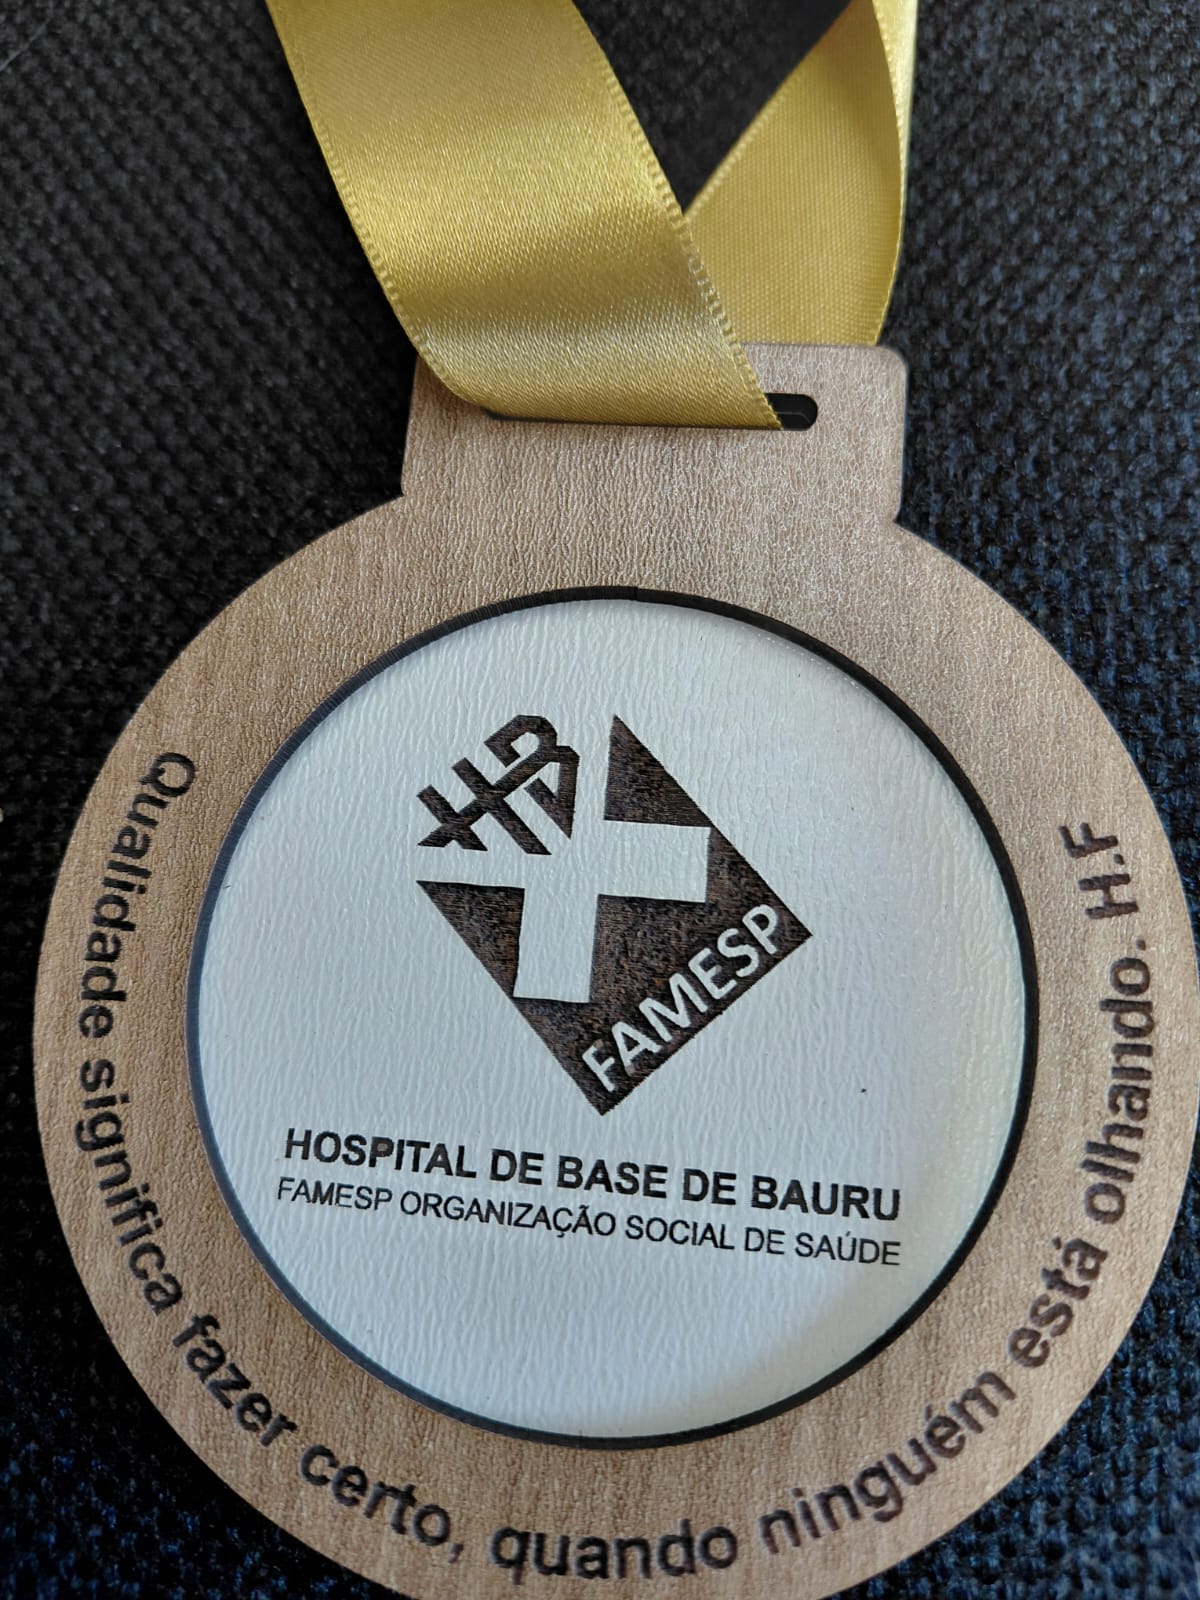 HB
FAMESP
HOSPITAL DE BASE DE BAURU
FAMESP ORGANIZAÇÃO SOCIAL DE SAÚDE
Qualidade significa fazer certo, quando ninguém está olhando. H.F